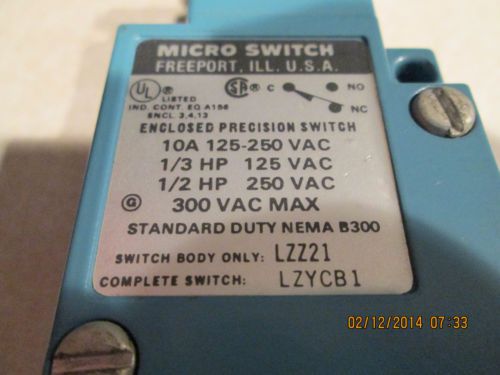 MICRO SWITCH
FREEPORT, ILL. U.S.A.
UL ® LISTED
IND. CONT. EQ. A156
ENCL. 3,4,13
SA ® C NO
NC
ENCLOSED PRECISION SWITCH
10A 125-250 VAC
1/3 HP 125 VAC
1/2 HP 250 VAC
G 300 VAC MAX
STANDARD DUTY NEMA B300
SWITCH BODY ONLY: LZZ21
COMPLETE SWITCH: LZYCB1
02/12/2014 07:33